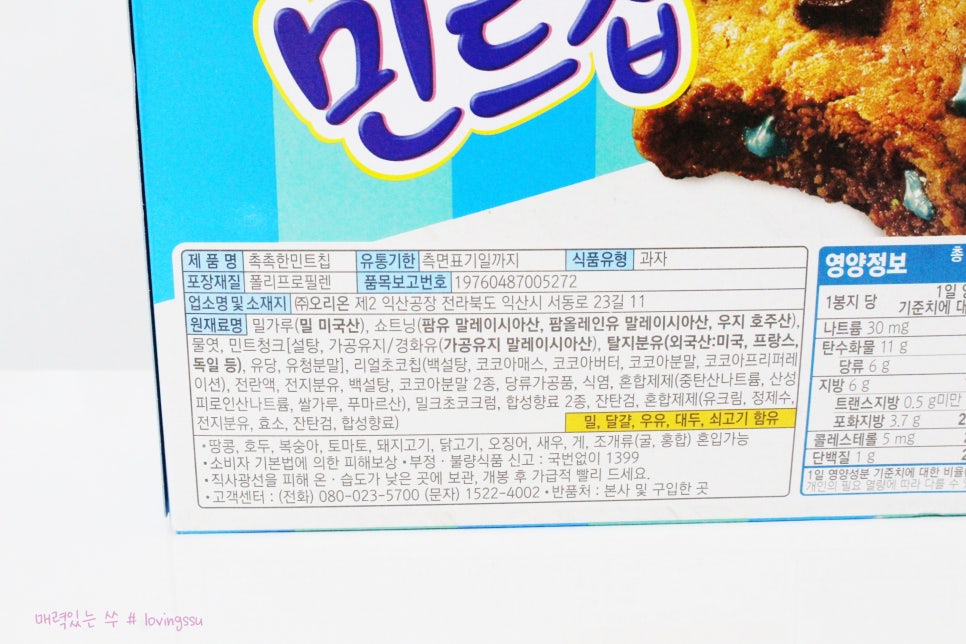 민트칩
제 품 명 촉촉한민트칩 유통기한 측면표기일까지 식품유형 과자
포장재질 폴리프로필렌 품목보고번호 19760487005272
업소명 및 소재지 ㈜오리온 제2 익산공장 전라북도 익산시 서동로 23길 11
원재료명 밀가루(밀 미국산), 쇼트닝(팜유 말레이시아산, 팜올레인유 말레이시아산, 우지 호주산),
물엿, 민트청크[설탕, 가공유지/경화유(가공유지 말레이시아산), 탈지분유(외국산:미국, 프랑스,
독일 등), 유당, 유청분말], 리얼초코칩(백설탕, 코코아매스, 코코아버터, 코코아분말, 코코아프리퍼레
이션), 전란액, 전지분유, 백설탕, 코코아분말 2종, 당류가공품, 식염, 혼합제제(중탄산나트륨, 산성
피로인산나트륨, 쌀가루, 푸마르산), 밀크초코크럼, 합성향료 2종, 잔탄검, 혼합제제(유크림, 정제수,
전지분유, 효소, 잔탄검, 합성향료) 밀, 달걀, 우유, 대두, 쇠고기 함유
•땅콩, 호두, 복숭아, 토마토, 돼지고기, 닭고기, 오징어, 새우, 게, 조개류(굴, 홍합) 혼입가능
•소비자 기본법에 의한 피해보상 •부정 · 불량식품 신고 : 국번없이 1399
•직사광선을 피해 온 · 습도가 낮은 곳에 보관, 개봉 후 가급적 빨리 드세요.
•고객센터 : (전화) 080-023-5700 (문자) 1522-4002 •반품처 : 본사 및 구입한 곳
영양정보 총
1봉지 당 1일
기준치에 대
나트륨 30 mg
탄수화물 11 g
당류 6 g
지방 6 g
트랜스지방 0.5 g미만
포화지방 3.7 g 2
콜레스테롤 5 mg
단백질 1 g 2
1일 영양성분 기준치에 대한 비율
개인의 필요 열량에 따라 다를 수
매력있는 쑤 # lovingssu